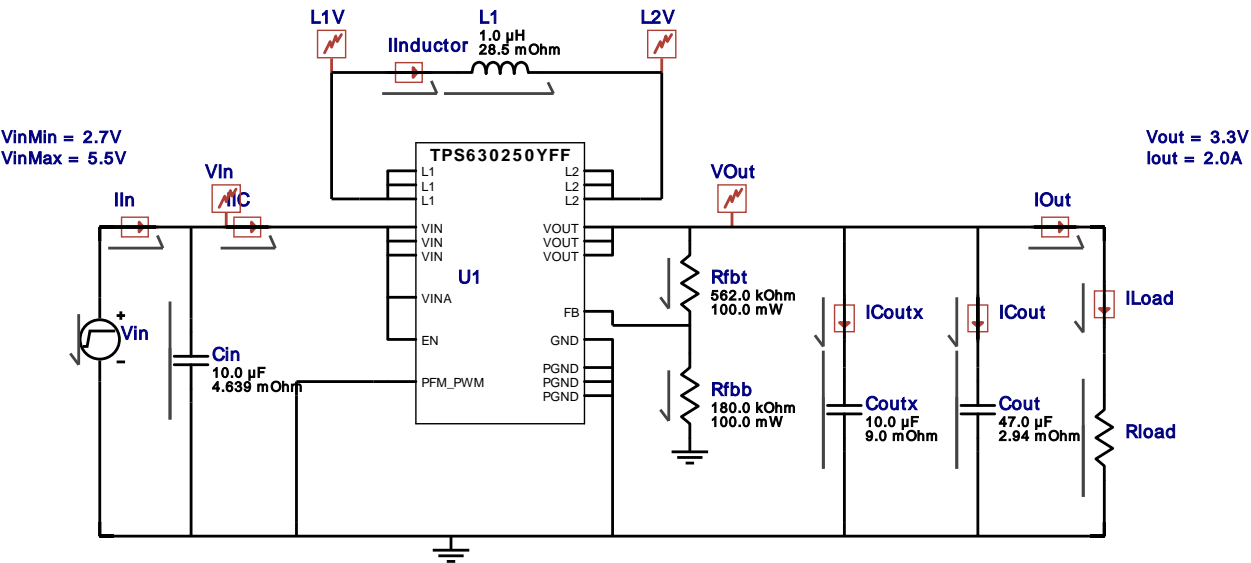 L1V
L1
L2V
1.0 µH
28.5 mOhm
IInductor
VinMin = 2.7V
VinMax = 5.5V
Vout = 3.3V
Iout = 2.0A
TPS630250YFF
L1
L1
L1
L2
L2
L2
VIn
IIn
IIC
VOut
IOut
VIN
VIN
VIN
VINA
EN
PFM_PWM
VOUT
VOUT
VOUT
FB
GND
PGND
PGND
PGND
U1
Rfbt
562.0 kOhm
100.0 mW
ICoutx
ICout
ILoad
+
Vin
-
Cin
10.0 µF
4.639 mOhm
Rfbb
180.0 kOhm
100.0 mW
Coutx
10.0 µF
9.0 mOhm
Cout
47.0 µF
2.94 mOhm
Rload